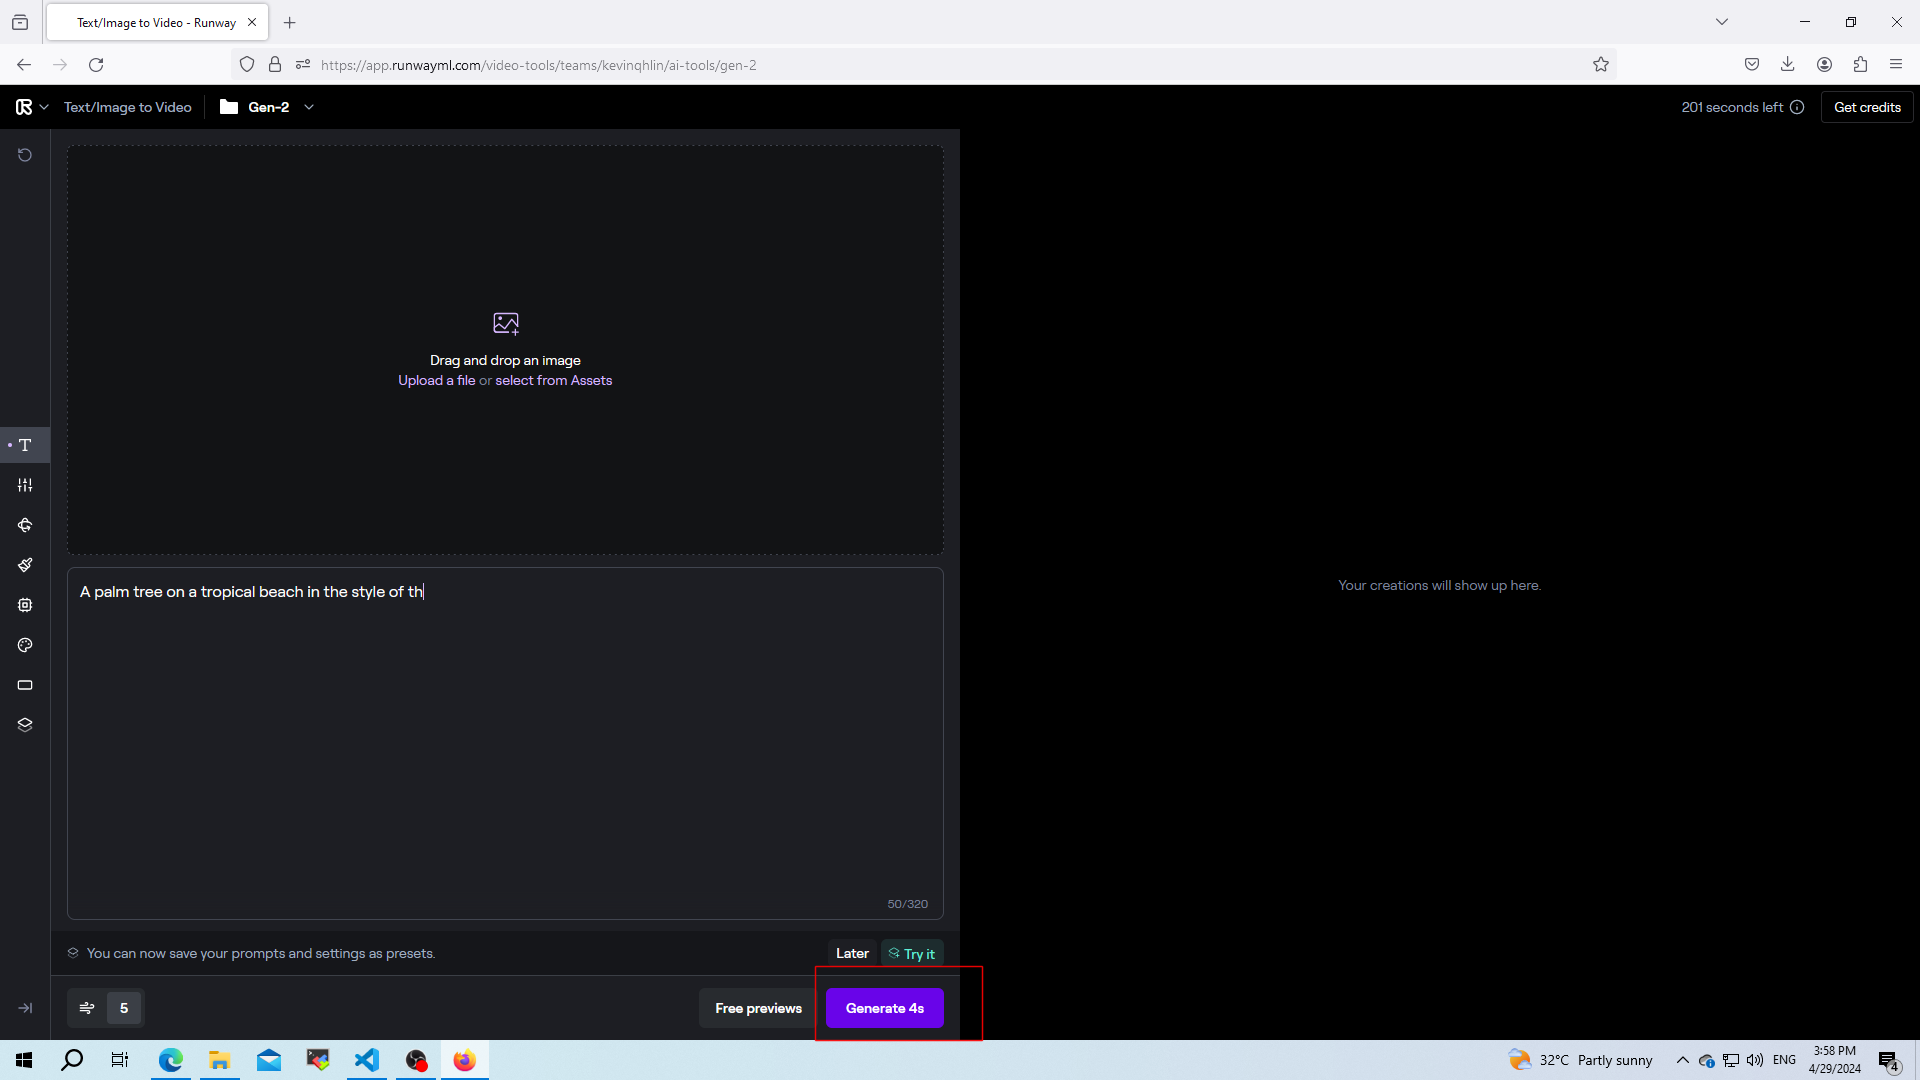 Text/Image to Video - Runway
https://app.runwayml.com/video-tools/teams/kevinqhlin/ai-tools/gen-2
Text/Image to Video
Gen-2
201 seconds left
Get credits
Drag and drop an image
Upload a file or select from Assets
T
A palm tree on a tropical beach in the style of th
50/320
Your creations will show up here.
You can now save your prompts and settings as presets.
Later
Try it
5
Free previews
Generate 4s
32°C Partly sunny
ENG
3:58 PM
4/29/2024
4